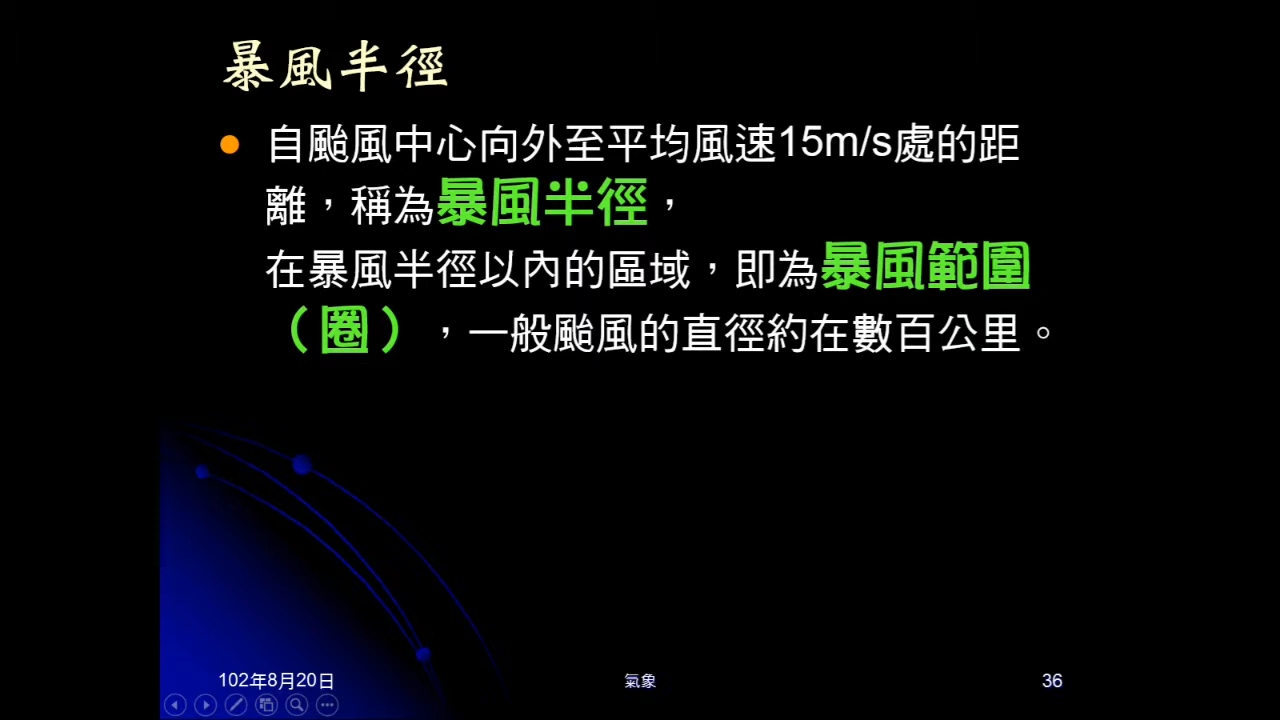 暴風半徑
自颱風中心向外至平均風速15m/s處的距
離，稱為暴風半徑，
在暴風半徑以內的區域，即為暴風範圍
（圈），一般颱風的直徑約在數百公里。
102年8月20日
氣象
36